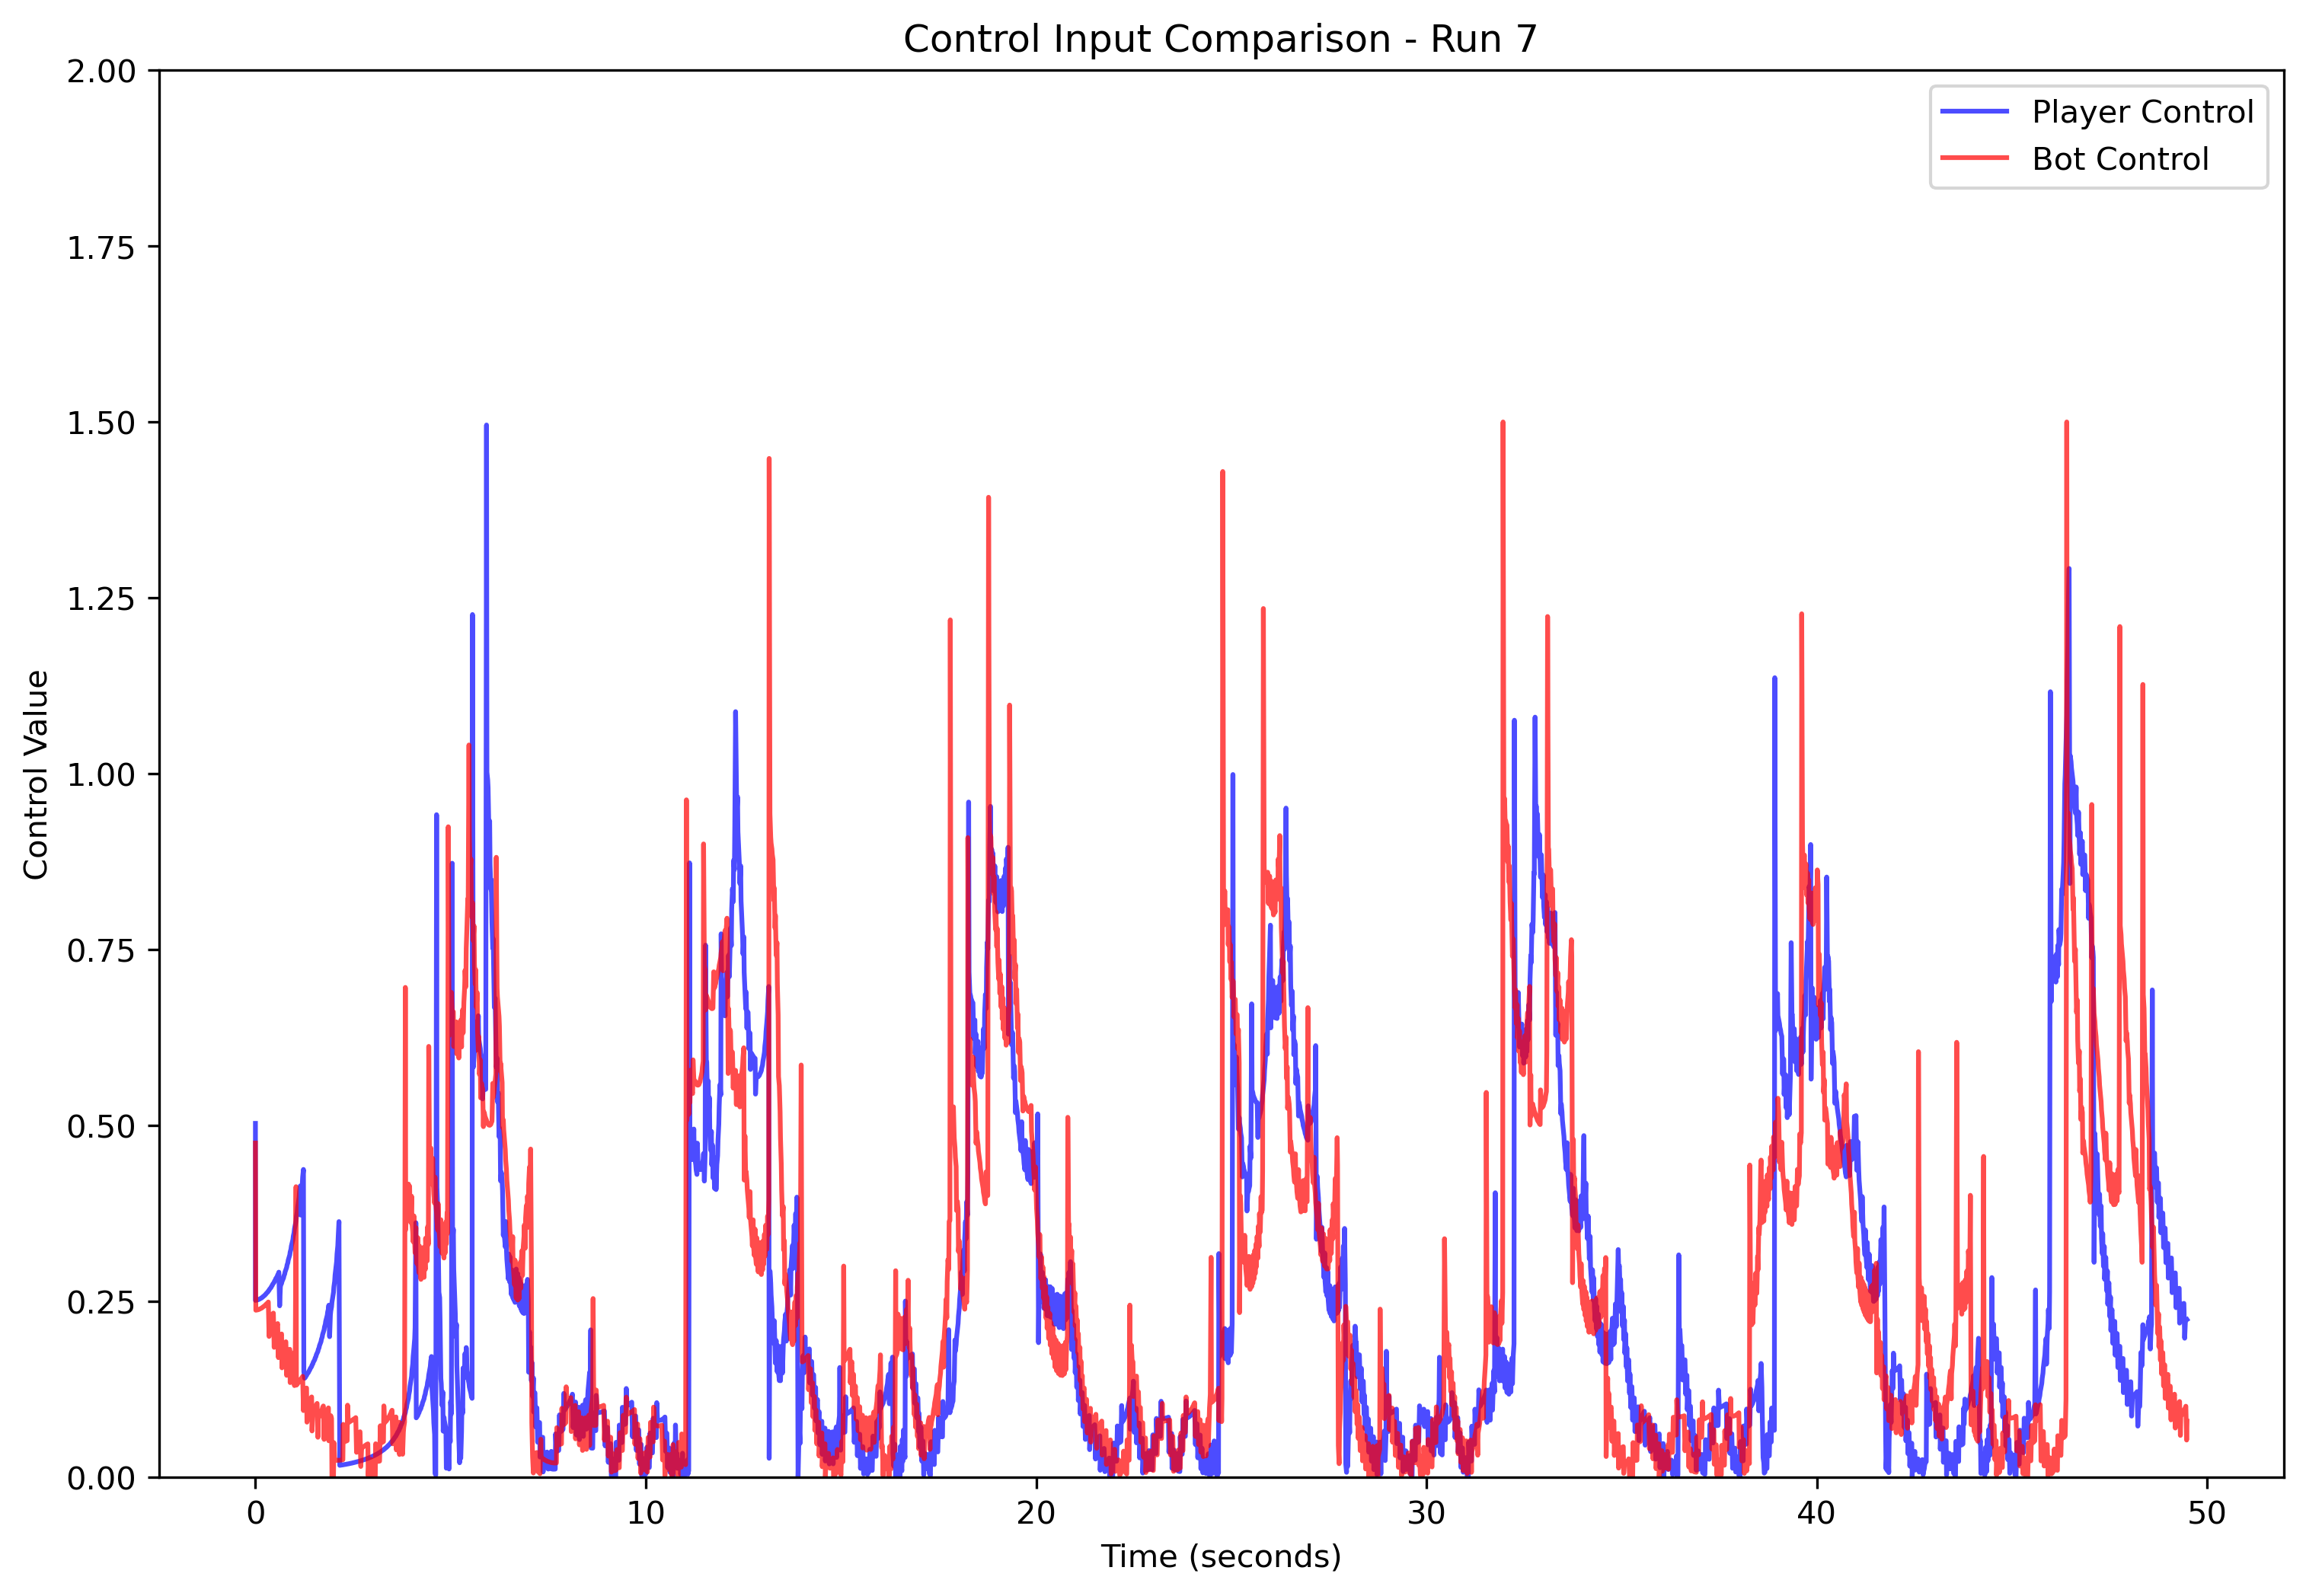 Control Input Comparison - Run 7
Player Control
Bot Control
2.00
1.75
1.50
1.25
1.00
0.75
0.50
0.25
0.00
Control Value
0 10 20 30 40 50
Time (seconds)